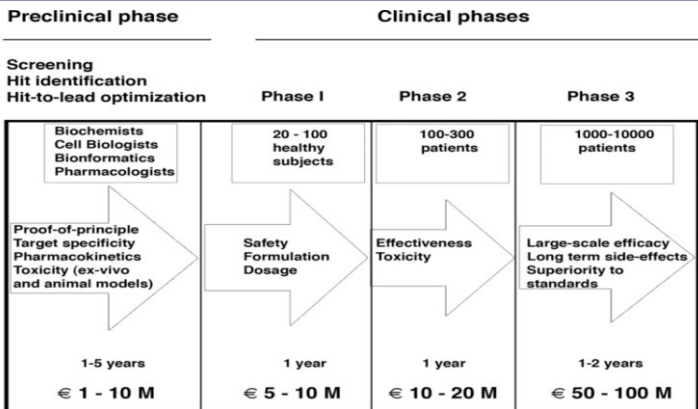 Preclinical phase
Clinical phases
Screening
Hit identification
Hit-to-lead optimization
Phase I
Phase 2
Phase 3
Biochemists
Cell Biologists
Bionformatics
Pharmacologists
20 - 100
healthy
subjects
100-300
patients
1000-10000
patients
Proof-of-principle
Target specificity
Pharmacokinetics
Toxicity (ex-vivo
and animal models)
Safety
Formulation
Dosage
Effectiveness
Toxicity
Large-scale efficacy
Long term side-effects
Superiority to
standards
1-5 years
1 year
1 year
1-2 years
€ 1 - 10 M
€ 5 - 10 M
€ 10 - 20 M
€ 50 - 100 M